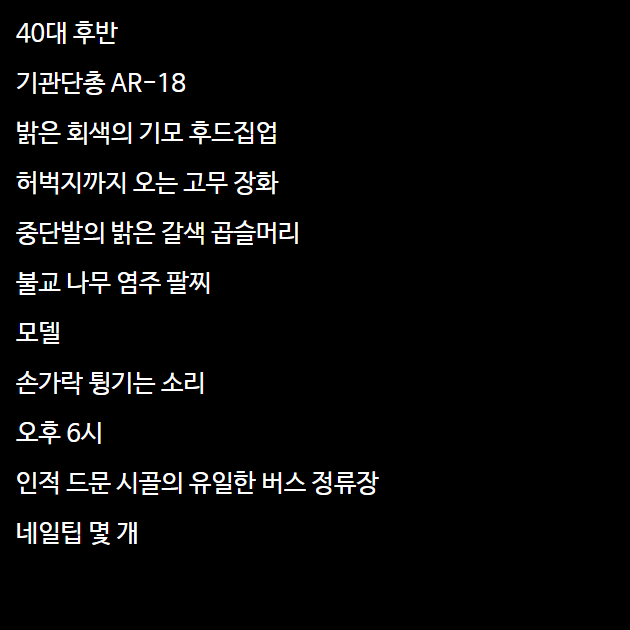 40대 후반
기관단총 AR-18
밝은 회색의 기모 후드집업
허벅지까지 오는 고무 장화
중단발의 밝은 갈색 곱슬머리
불교 나무 염주 팔찌
모델
손가락 튕기는 소리
오후 6시
인적 드문 시골의 유일한 버스 정류장
네일팁 몇 개